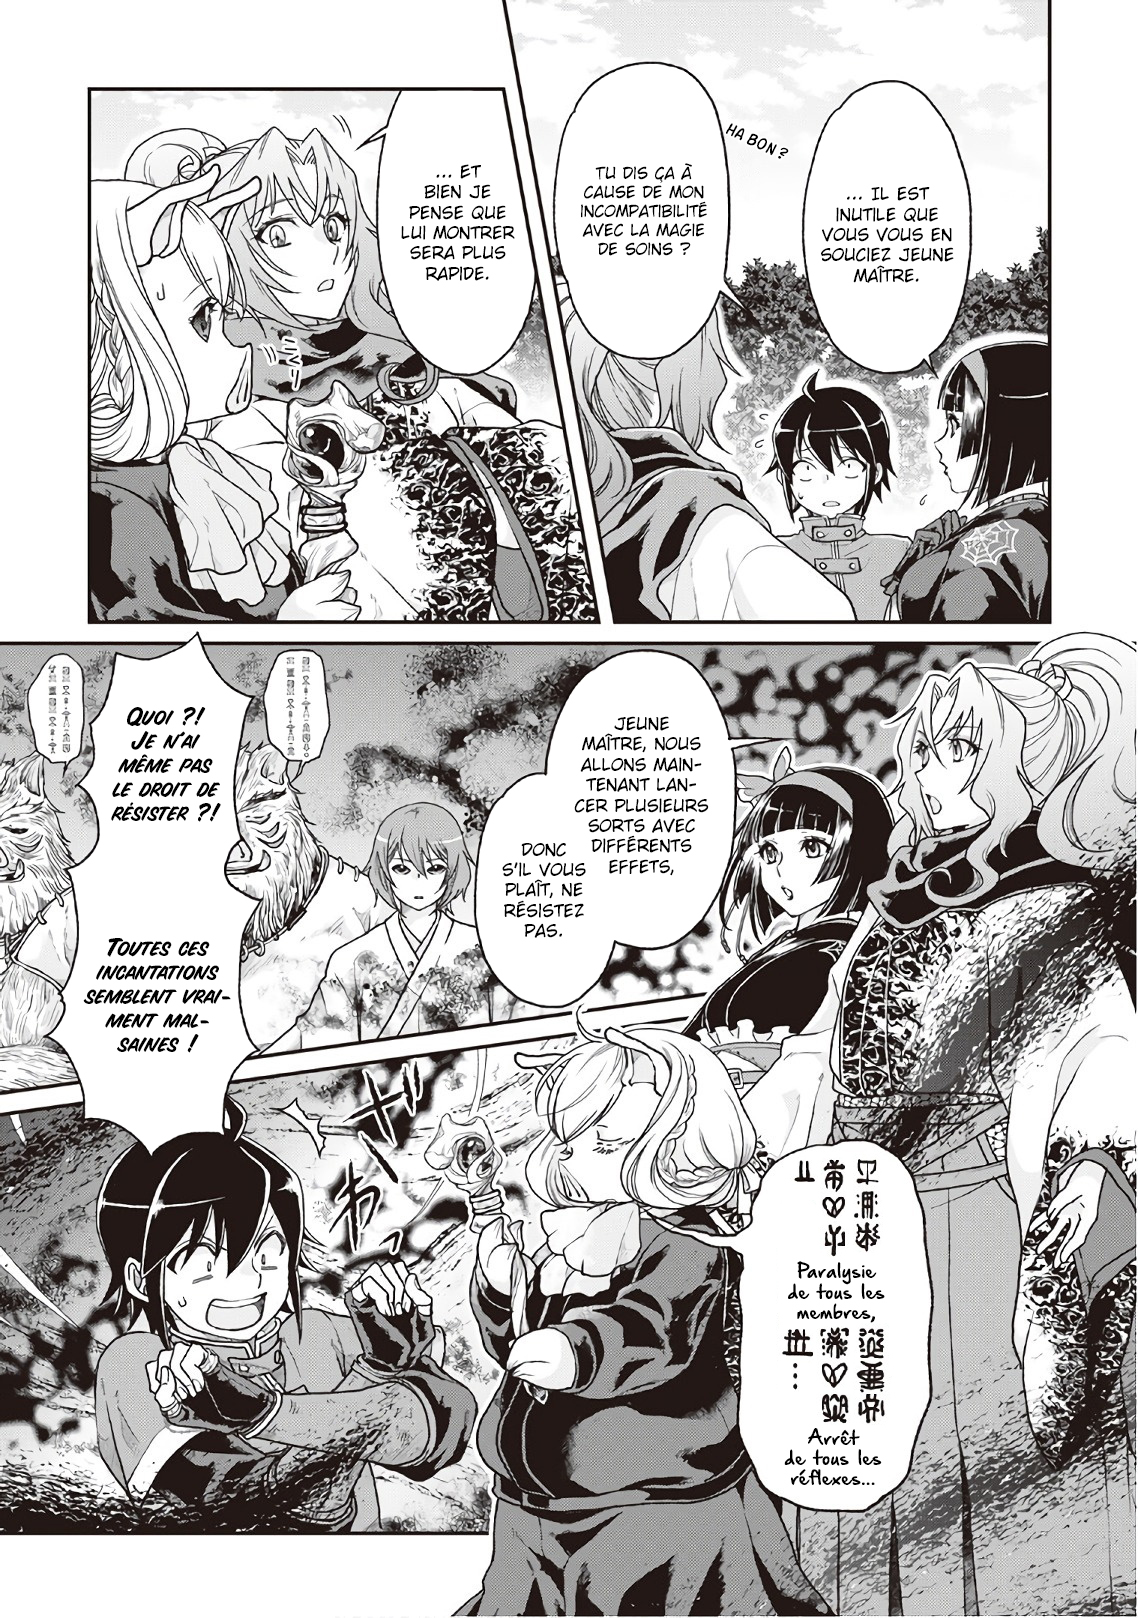 ... IL EST
INUTILE QUE
VOUS VOUS EN
SOUCIEZ JEUNE
MAÎTRE.
HA BON ?
TU DIS ÇA À
CAUSE DE MON
INCOMPATIBILITÉ
AVEC LA MAGIE
DE SOINS ?
... ET
BIEN JE
PENSE QUE
LUI MONTRER
SERA PLUS
RAPIDE.
JEUNE
MAÎTRE, NOUS
ALLONS MAIN-
TENANT LAN-
CER PLUSIEURS
SORTS AVEC
DIFFÉRENTS
EFFETS,
DONC
S'IL VOUS
PLAÎT, NE
RÉSISTEZ
PAS.
QUOI ?!
JE N'AI
MÊME PAS
LE DROIT DE
RÉSISTER ?!
TOUTES CES
INCANTATIONS
SEMBLENT VRAI-
MENT MAL-
SAINES !
Paralysie
de tous les
membres,
Arrêt
de tous les
réflexes...